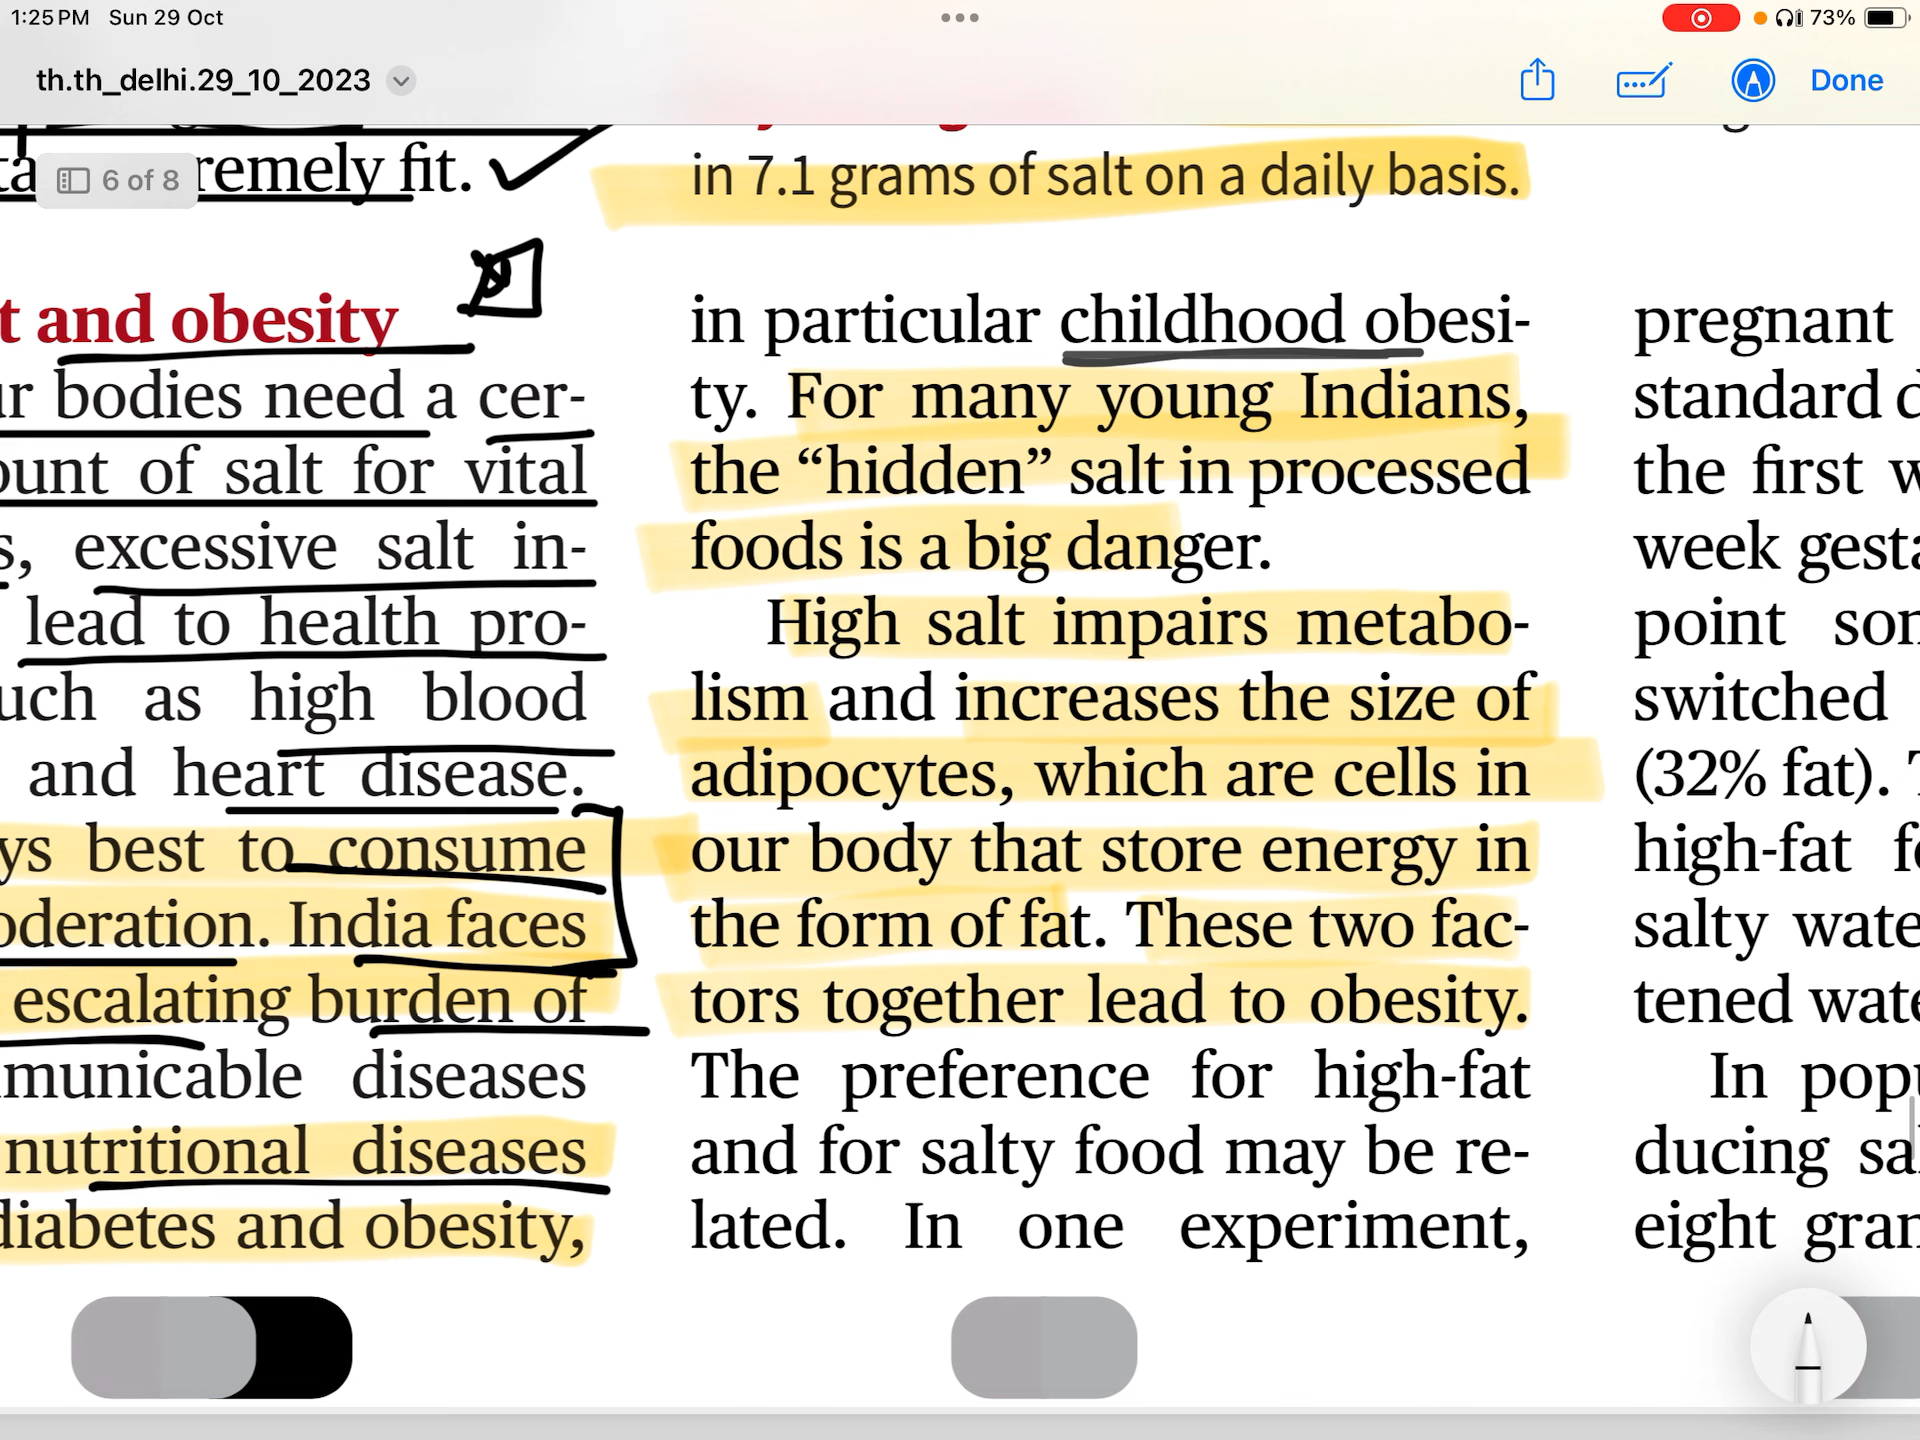 1:25 PM Sun 29 Oct
73%
th.th_delhi.29_10_2023
Done
6 of 8
fit.
and obesity
bodies need a cer-
of salt for vital
excessive salt in-
lead to health pro-
as high blood
and heart disease.
best to consume
India faces
escalating burden of
diseases
nutritional diseases
diabetes and obesity,
in 7.1 grams of salt on a daily basis.
in particular childhood obesi-
ty. For many young Indians,
the “hidden” salt in processed
foods is a big danger.
High salt impairs metabo-
lism and increases the size of
adipocytes, which are cells in
our body that store energy in
the form of fat. These two fac-
tors together lead to obesity.
The preference for high-fat
and for salty food may be re-
lated. In one experiment,
pregnant
standard
the first
week
point
switched
(32% fat).
high-fat
salty
tened
In
ducing
eight